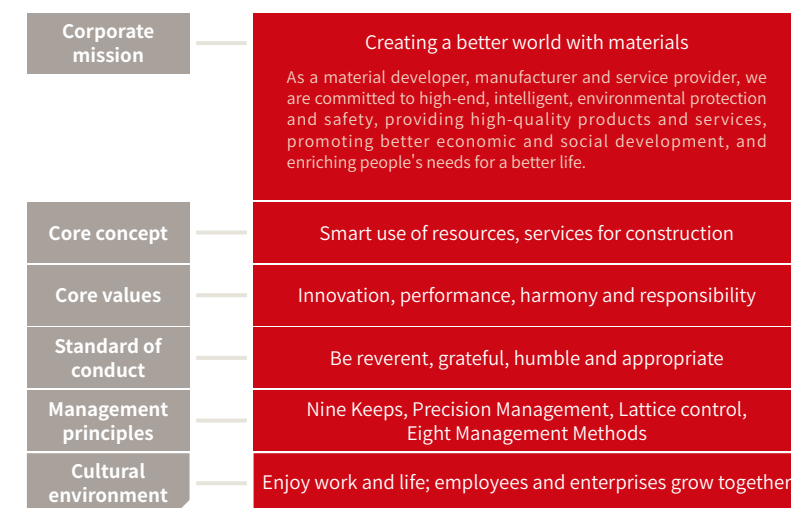 Corporate
mission
Creating a better world with materials
As a material developer, manufacturer and service provider, we
are committed to high-end, intelligent, environmental protection
and safety, providing high-quality products and services,
promoting better economic and social development, and
enriching people's needs for a better life.
Core concept
Smart use of resources, services for construction
Core values
Innovation, performance, harmony and responsibility
Standard of
conduct
Be reverent, grateful, humble and appropriate
Management
principles
Nine Keeps, Precision Management, Lattice control,
Eight Management Methods
Cultural
environment
Enjoy work and life; employees and enterprises grow together